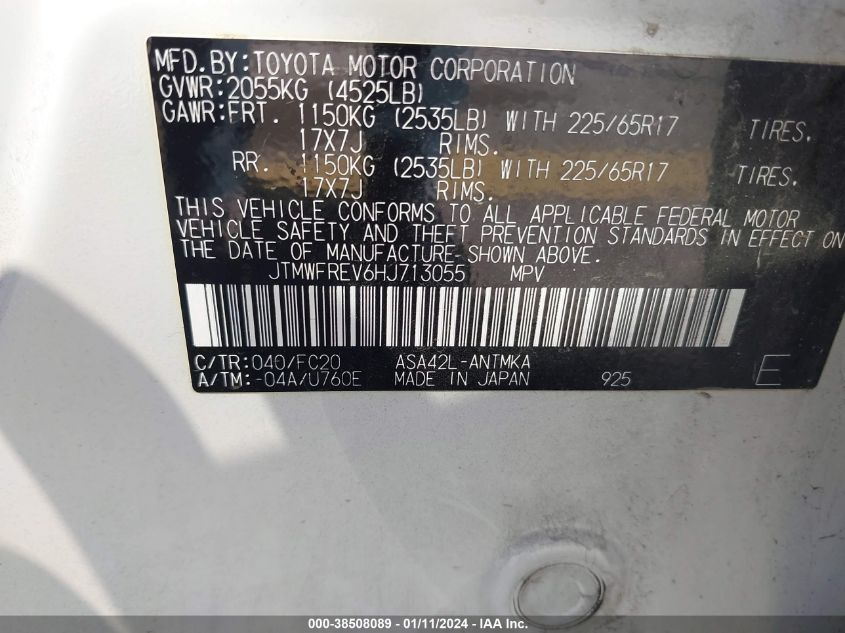 MFD.BY:TOYOTA MOTOR CORPORATION
GVWR:2055KG (4525LB)
GAWR:FRT. 1150KG (2535LB) WITH 225/65R17 TIRES.
17X7J RIMS.
RR. 1150KG (2535LB) WITH 225/65R17 TIRES.
17X7J RIMS.
THIS VEHICLE CONFORMS TO ALL APPLICABLE FEDERAL MOTOR
VEHICLE SAFETY AND THEFT PREVENTION STANDARDS IN EFFECT ON
THE DATE OF MANUFACTURE SHOWN ABOVE.
JTMWFREV6HJ713055 MPV
C/TR:040/FC20 ASA42L-ANTMKA
A/TM:-04A/U760E MADE IN JAPAN 925 E
000-38508089 - 01/11/2024 - IAA Inc.